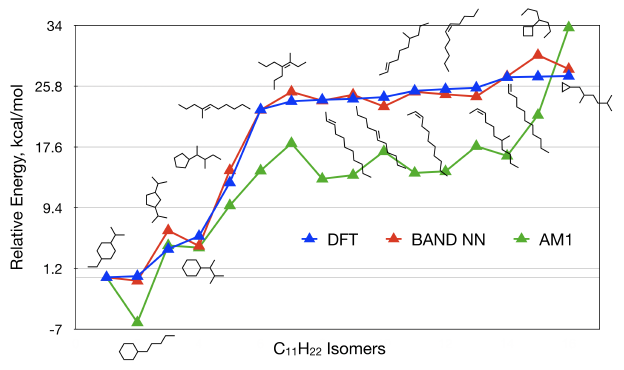 34
25.8
17.6
9.4
1.2
-7
Relative Energy, kcal/mol
DFT BAND NN AM1
C₁₁H₂₂ Isomers